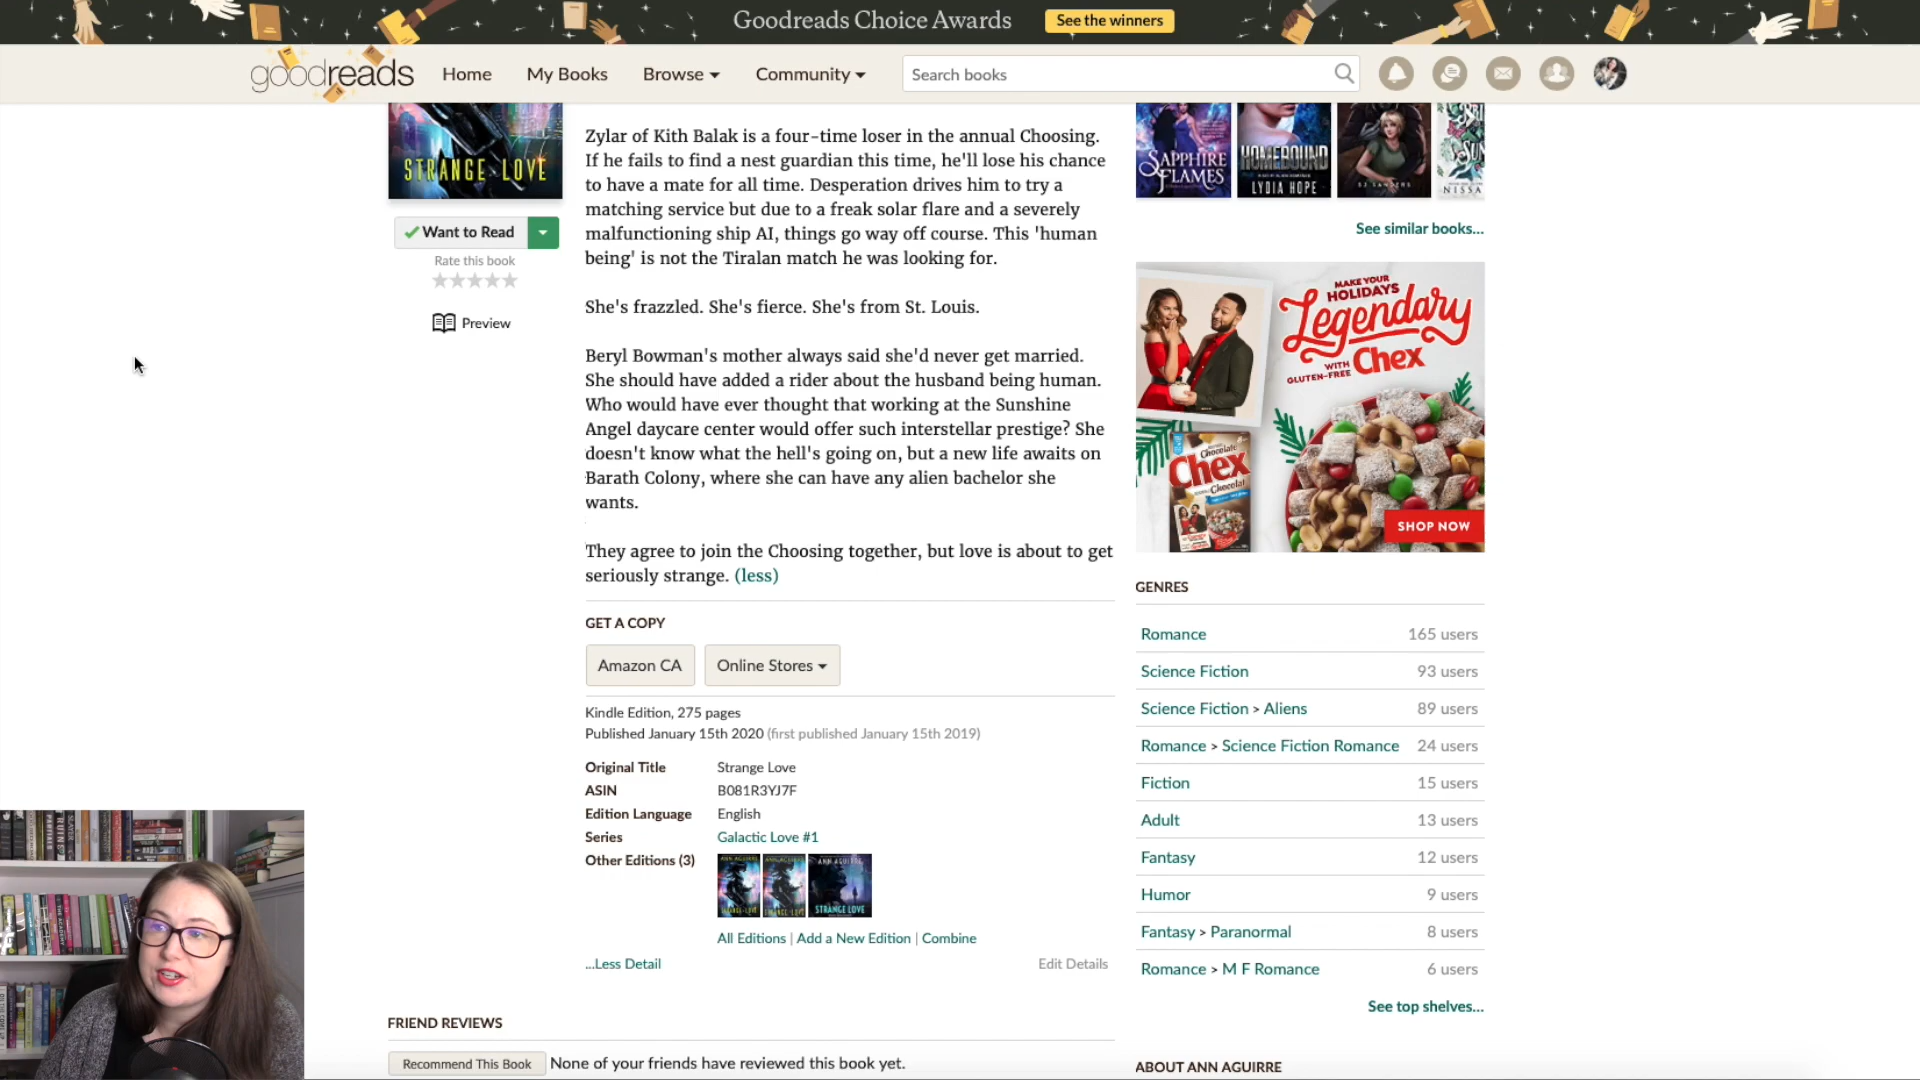 Goodreads Choice Awards
See the winners
goodreads
Home
My Books
Browse
Community
Search books
STRANGE LOVE
Want to Read
Rate this book
Preview
Zylar of Kith Balak is a four-time loser in the annual Choosing.
If he fails to find a nest guardian this time, he'll lose his chance
to have a mate for all time. Desperation drives him to try a
matching service but due to a freak solar flare and a severely
malfunctioning ship AI, things go way off course. This 'human
being' is not the Tiralan match he was looking for.
She's frazzled. She's fierce. She's from St. Louis.
Beryl Bowman's mother always said she'd never get married.
She should have added a rider about the husband being human.
Who would have ever thought that working at the Sunshine
Angel daycare center would offer such interstellar prestige? She
doesn't know what the hell's going on, but a new life awaits on
Barath Colony, where she can have any alien bachelor she
wants.
They agree to join the Choosing together, but love is about to get
seriously strange. (less)
GET A COPY
Amazon CA
Online Stores
Kindle Edition, 275 pages
Published January 15th 2020 (first published January 15th 2019)
Original Title Strange Love
ASIN B081R3YJ7F
Edition Language English
Series Galactic Love #1
Other Editions (3)
ANN AGUIRRE
STRANGE LOVE
All Editions | Add a New Edition | Combine
...Less Detail
Edit Details
FRIEND REVIEWS
Recommend This Book
None of your friends have reviewed this book yet.
SAPPHIRE
FLAMES
HOMEBOUND
LYDIA HOPE
SJ SANDERS
See similar books...
MAKE YOUR
HOLIDAYS
Legendary
WITH
GLUTEN-FREE
Chex
Chocolate
Chex
SHOP NOW
GENRES
Romance 165 users
Science Fiction 93 users
Science Fiction > Aliens 89 users
Romance > Science Fiction Romance 24 users
Fiction 15 users
Adult 13 users
Fantasy 12 users
Humor 9 users
Fantasy > Paranormal 8 users
Romance > M F Romance 6 users
See top shelves...
ABOUT ANN AGUIRRE